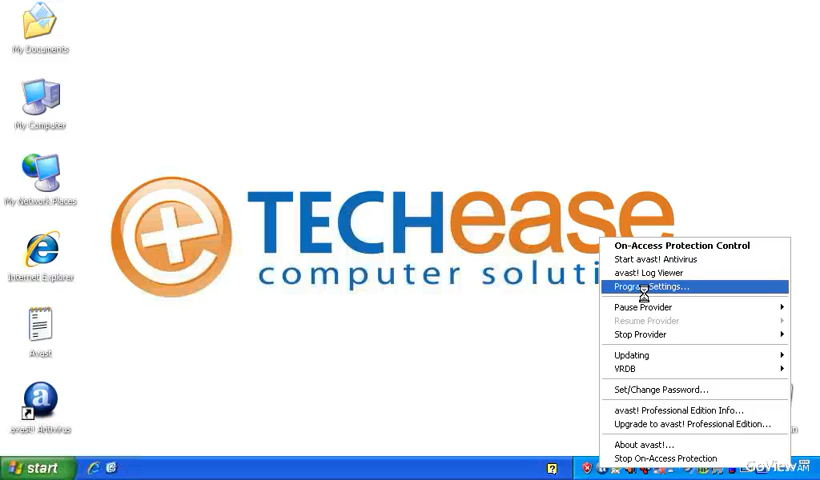 My Documents
My Computer
My Network Places
Internet Explorer
Avast
a
avast! Antivirus
e
TECHease
computer soluti
On-Access Protection Control
Start avast! Antivirus
avast! Log Viewer
Program Settings...
Pause Provider
Resume Provider
Stop Provider
Updating
VRDB
Set/Change Password...
avast! Professional Edition Info...
Upgrade to avast! Professional Edition...
About avast!...
Stop On-Access Protection
start
?
GoView
AM